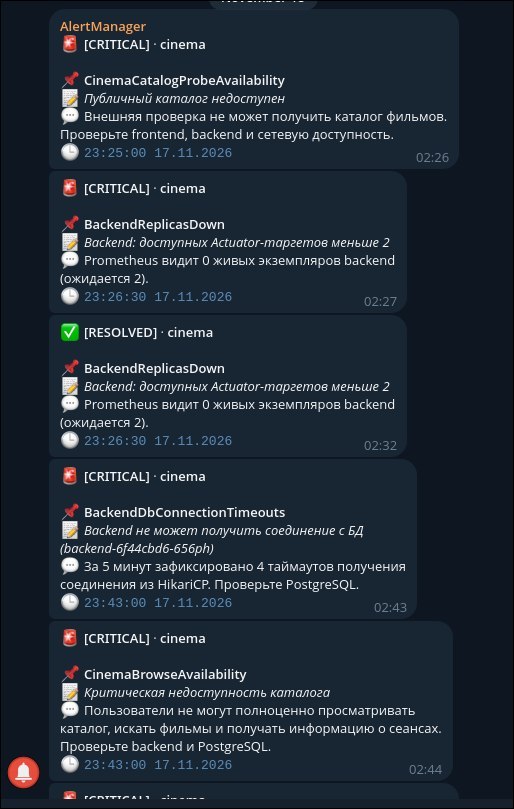 AlertManager
🚨 [CRITICAL] · cinema
📌 CinemaCatalogProbeAvailability
📝 Публичный каталог недоступен
💬 Внешняя проверка не может получить каталог фильмов.
Проверьте frontend, backend и сетевую доступность.
🕒 23:25:00 17.11.2026
02:26
🚨 [CRITICAL] · cinema
📌 BackendReplicasDown
📝 Backend: доступных Actuator-таргетов меньше 2
💬 Prometheus видит 0 живых экземпляров backend
(ожидается 2).
🕒 23:26:30 17.11.2026
02:27
✅ [RESOLVED] · cinema
📌 BackendReplicasDown
📝 Backend: доступных Actuator-таргетов меньше 2
💬 Prometheus видит 0 живых экземпляров backend
(ожидается 2).
🕒 23:26:30 17.11.2026
02:32
🚨 [CRITICAL] · cinema
📌 BackendDbConnectionTimeouts
📝 Backend не может получить соединение с БД
(backend-6f44cbd6-656ph)
💬 За 5 минут зафиксировано 4 таймаутов получения
соединения из HikariCP. Проверьте PostgreSQL.
🕒 23:43:00 17.11.2026
02:43
🚨 [CRITICAL] · cinema
📌 CinemaBrowseAvailability
📝 Критическая недоступность каталога
💬 Пользователи не могут полноценно просматривать
каталог, искать фильмы и получать информацию о сеансах.
Проверьте backend и PostgreSQL.
🕒 23:43:00 17.11.2026
02:44